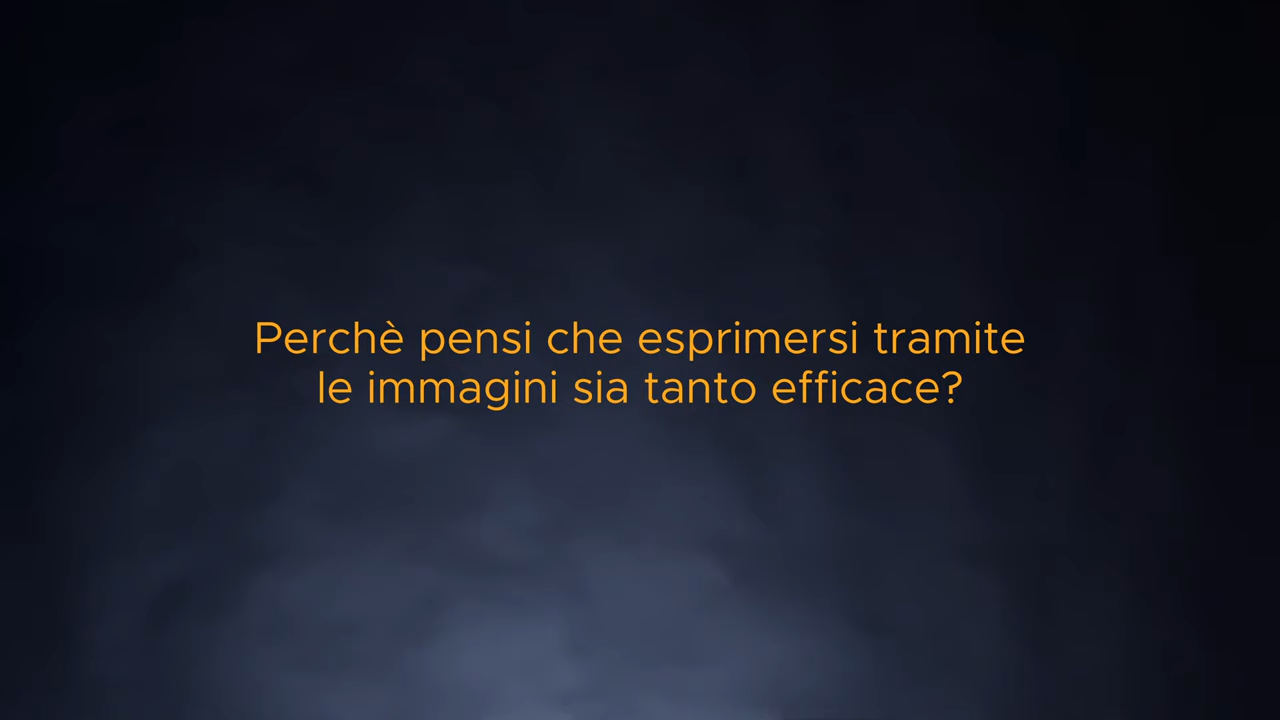 Perchè pensi che esprimersi tramite
le immagini sia tanto efficace?